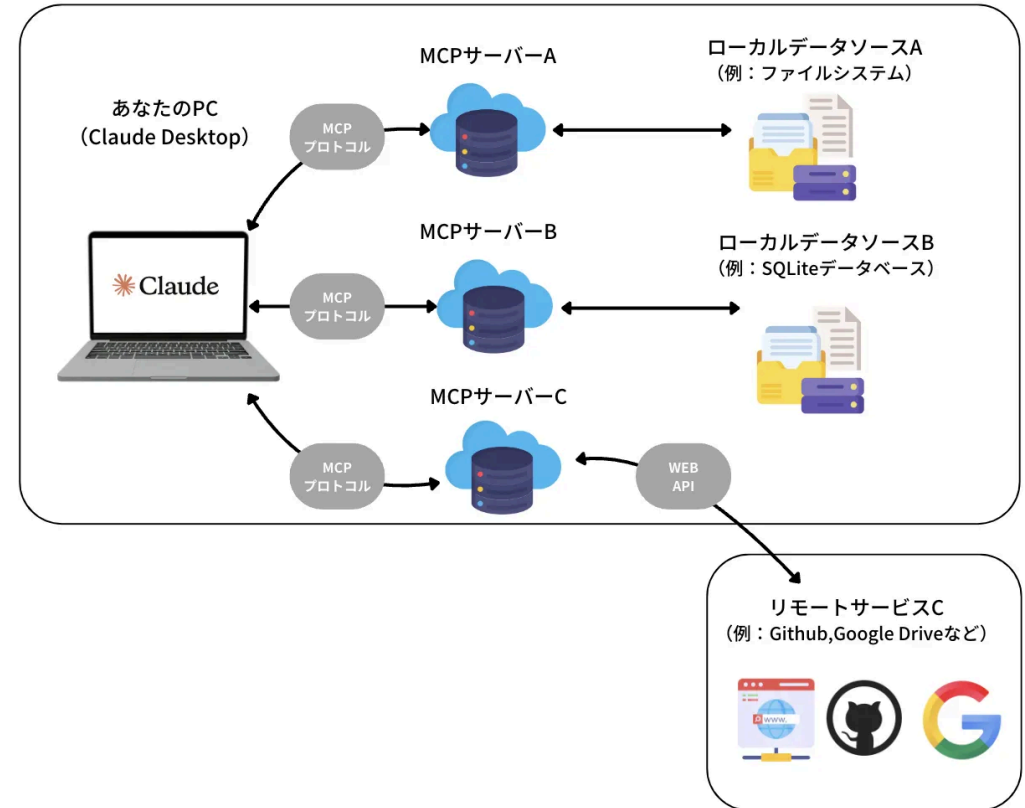 MCPサーバーA
ローカルデータソースA
（例：ファイルシステム）
あなたのPC
（Claude Desktop）
MCP
プロトコル
MCPサーバーB
ローカルデータソースB
（例：SQLiteデータベース）
Claude
MCP
プロトコル
MCPサーバーC
MCP
プロトコル
WEB
API
リモートサービスC
（例：Github,Google Driveなど）
www.
G